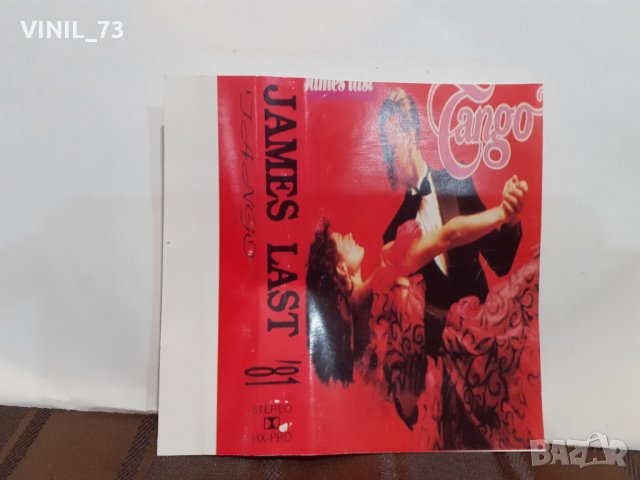 VINIL_73
James Last
Tango
JAMES LAST '81
TANGO
STEREO
HX-PRO
BAZAR